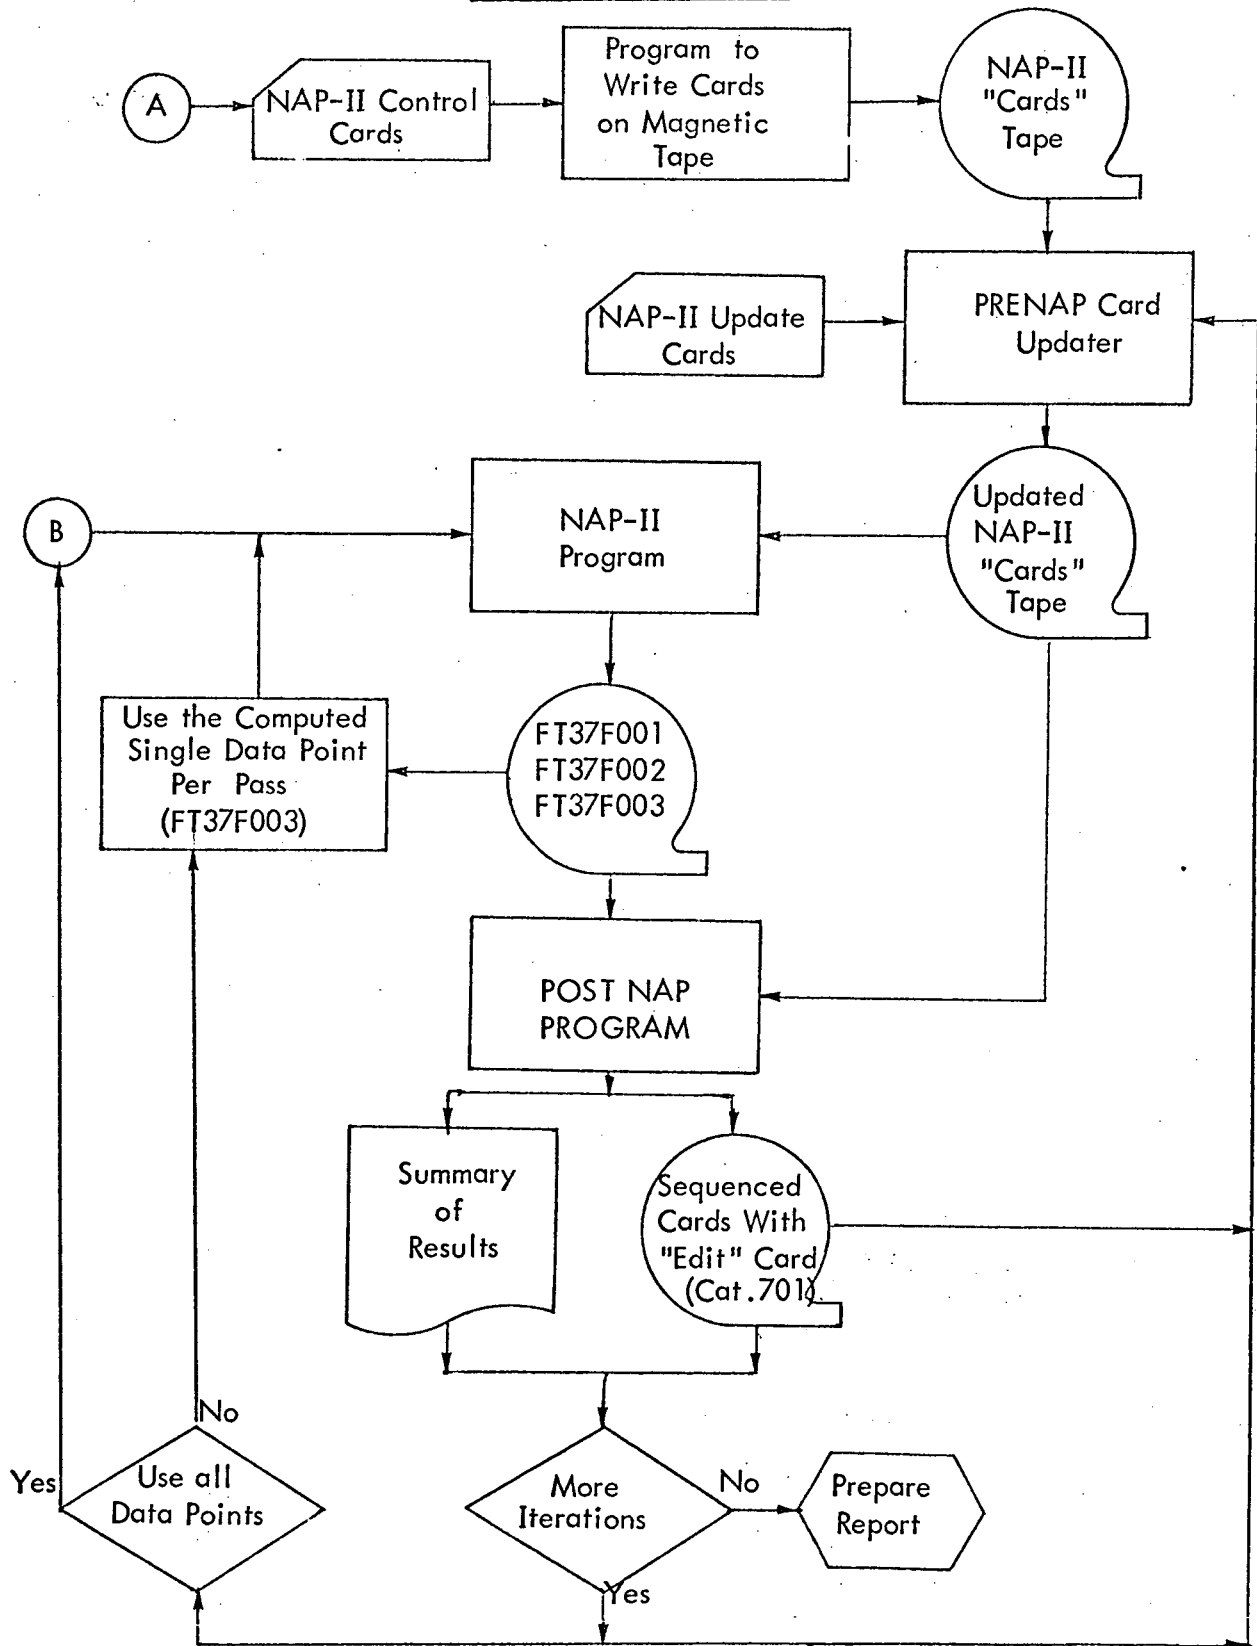 A
NAP-II Control
Cards
Program to
Write Cards
on Magnetic
Tape
NAP-II
"Cards"
Tape
NAP-II Update
Cards
PRENAP Card
Updater
B
NAP-II
Program
Updated
NAP-II
"Cards"
Tape
Use the Computed
Single Data Point
Per Pass
(FT37F003)
FT37F001
FT37F002
FT37F003
POST NAP
PROGRAM
Summary
of
Results
Sequenced
Cards With
"Edit" Card
(Cat.701)
No
Yes
Use all
Data Points
More
Iterations
No
Prepare
Report
Yes